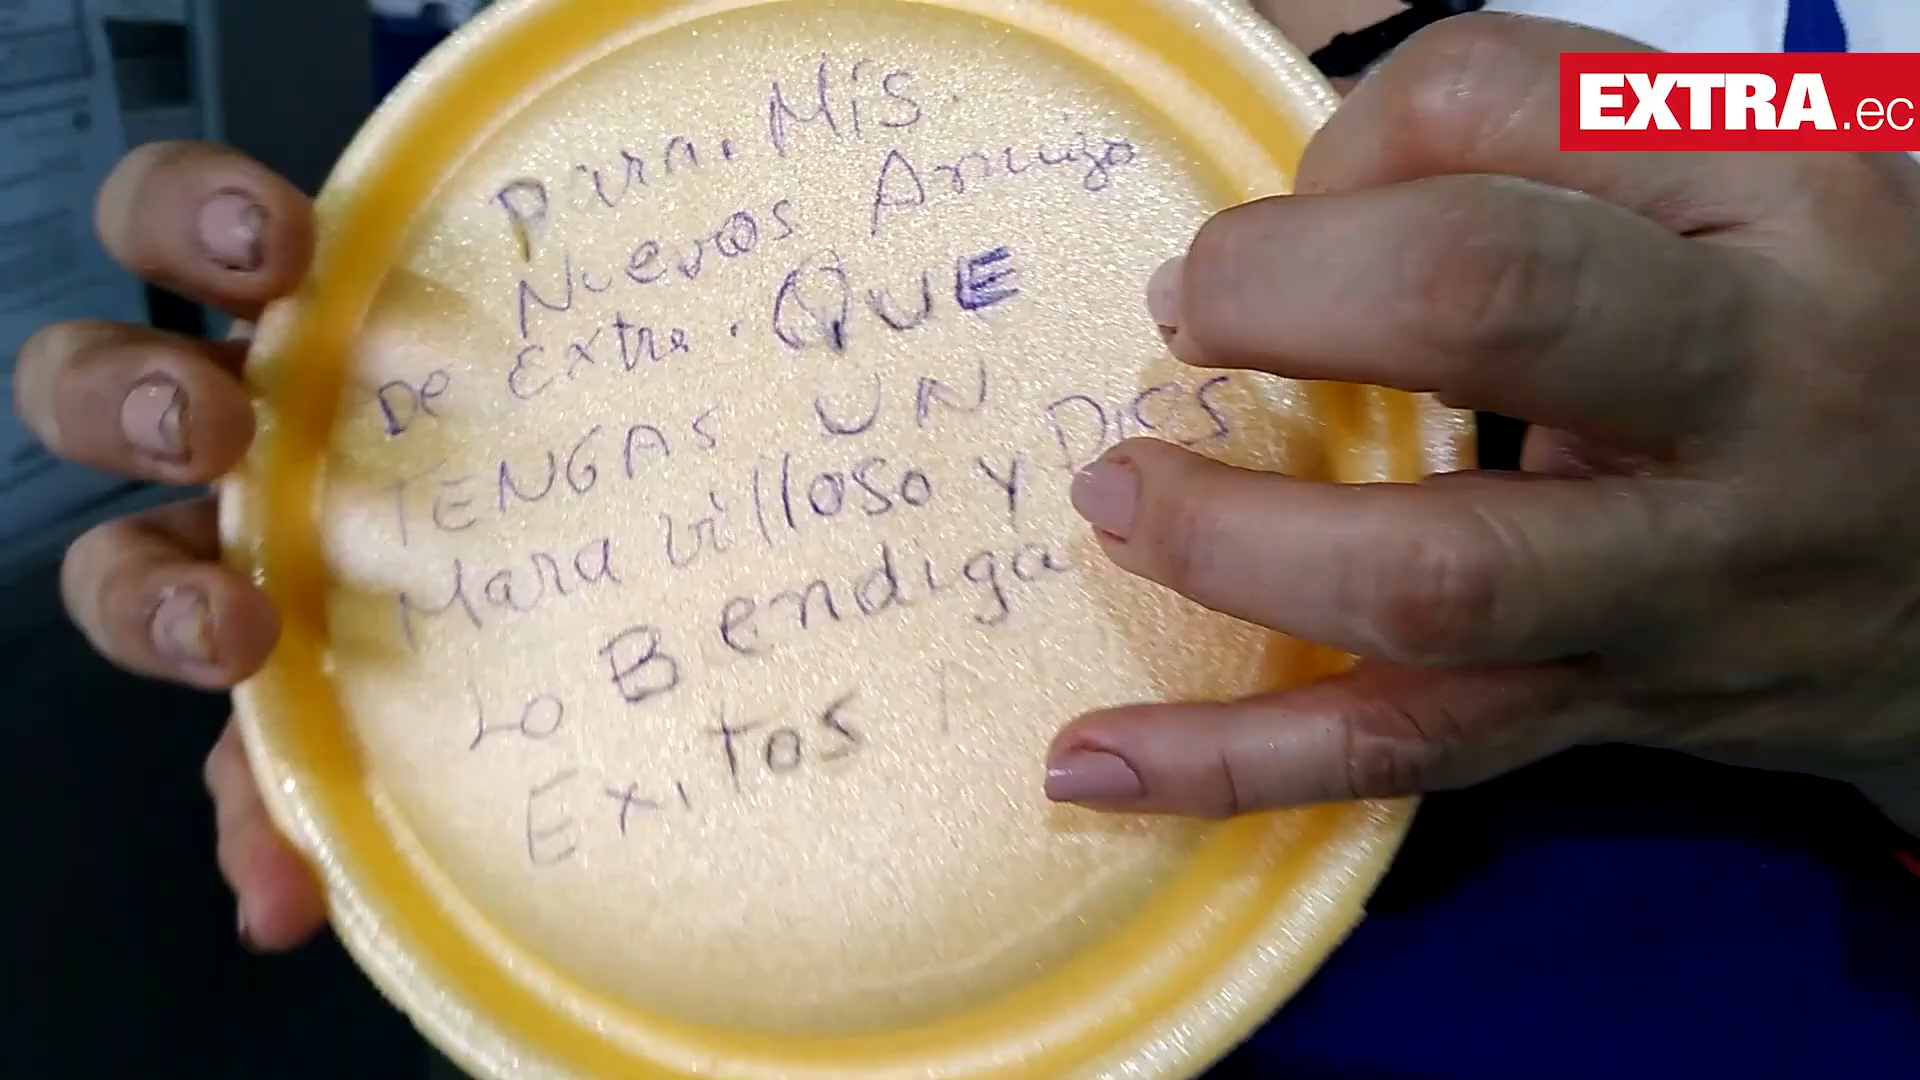 EXTRA.ec
Para. Mis.
Nuevos Amigo
De Extra. QUE
TENGAS UN
Maravilloso y DIOS
Lo Bendiga
Exitos